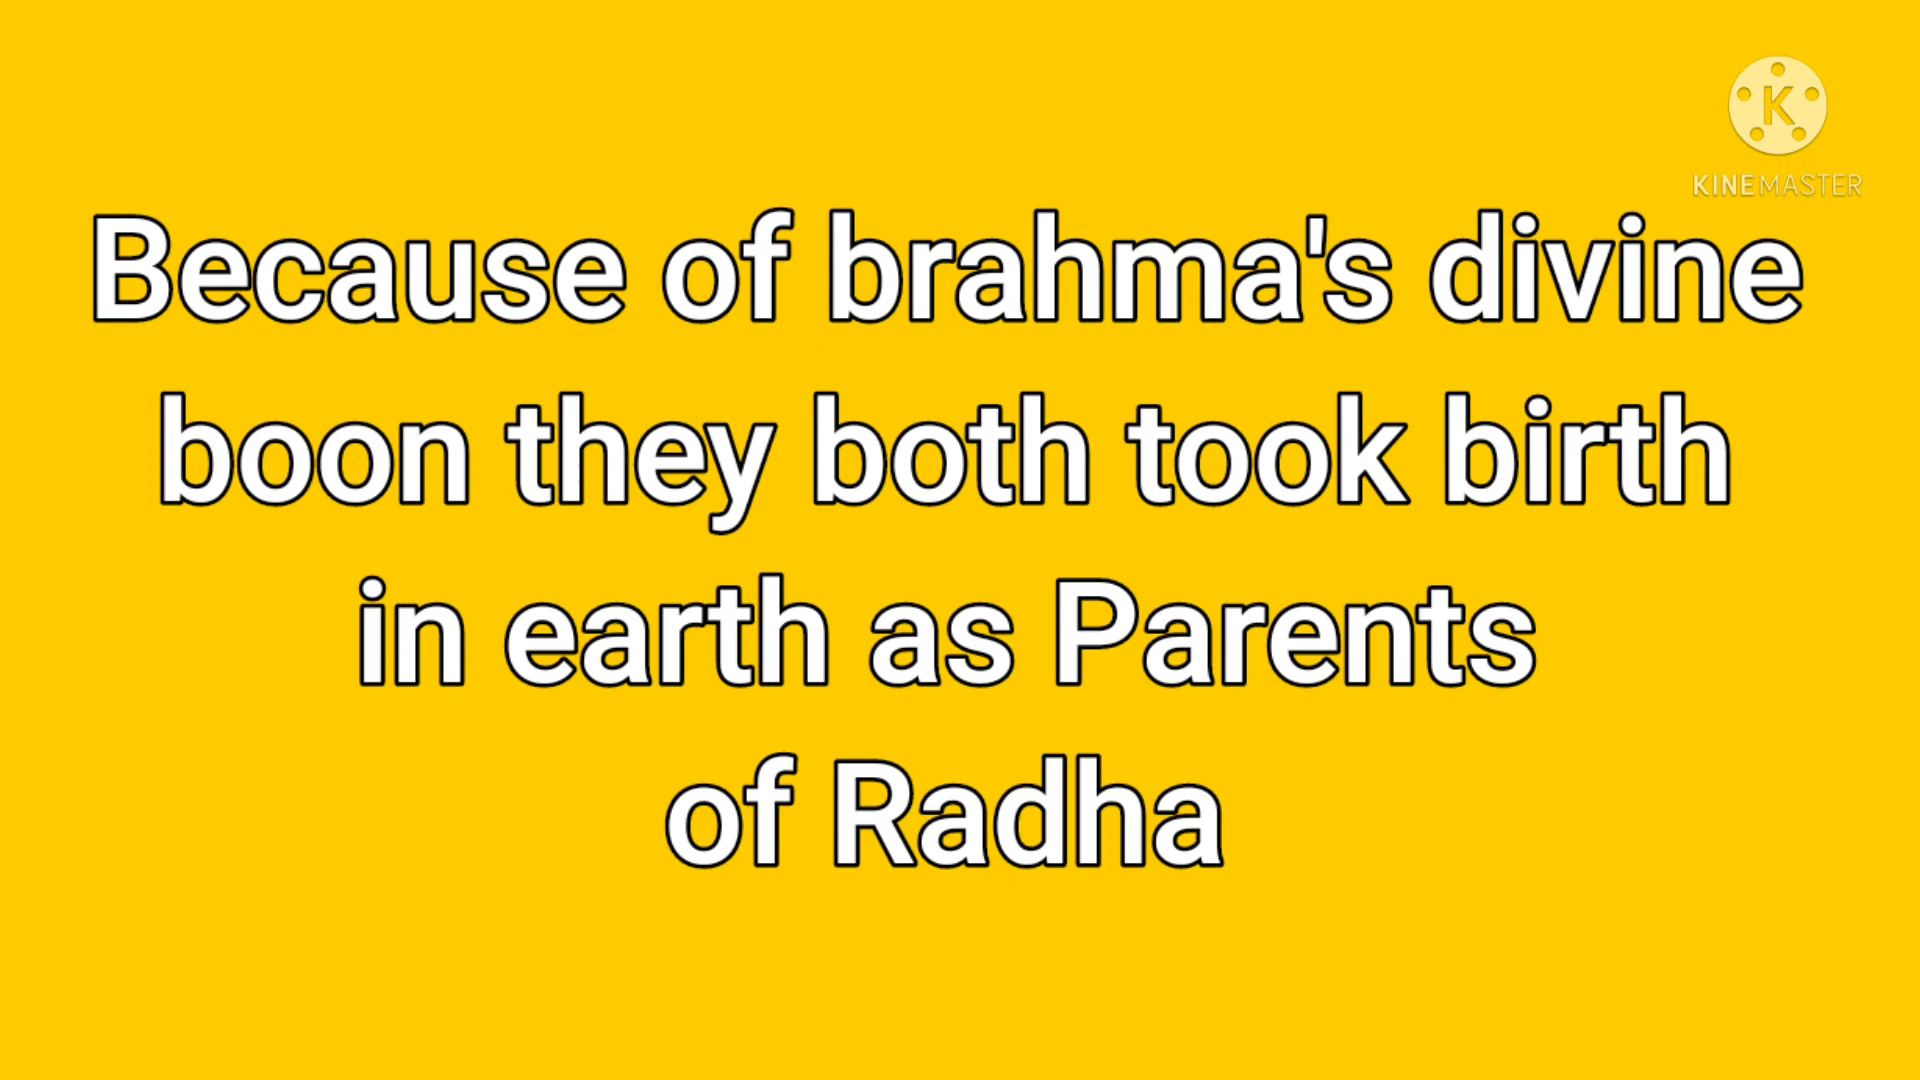 K
KINEMASTER
Because of brahma's divine
boon they both took birth
in earth as Parents
of Radha